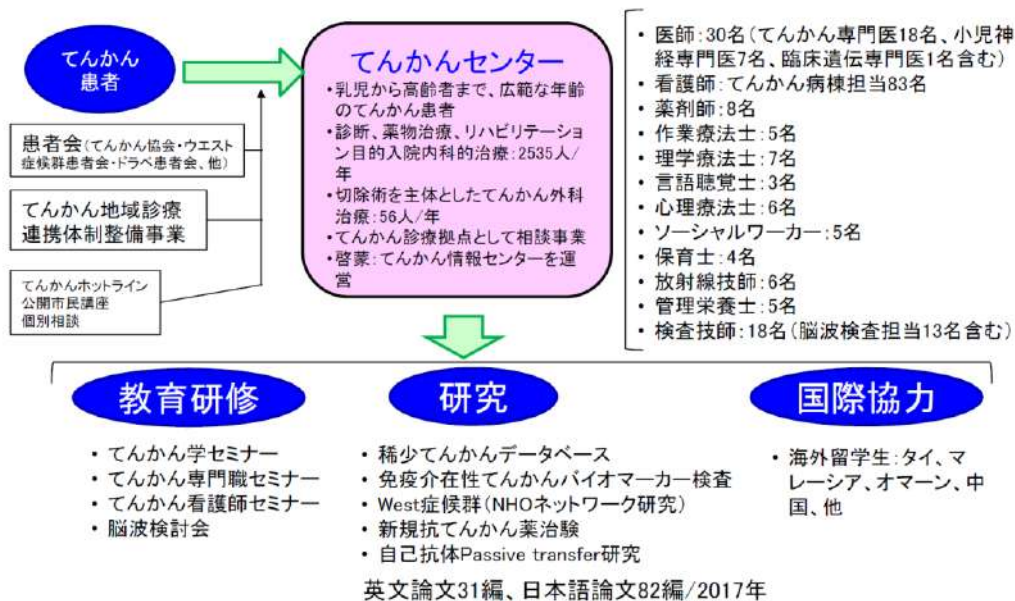 てんかん
患者
患者会(てんかん協会・ウエスト
症候群患者会・ドラベ患者会、他)
てんかん地域診療
連携体制整備事業
てんかんホットライン
公開市民講座
個別相談
てんかんセンター
・乳児から高齢者まで、広範な年齢
のてんかん患者
・診断、薬物治療、リハビリテーション
目的入院内科的治療:2535人/
年
・切除術を主体としたてんかん外科
治療:56人/年
・てんかん診療拠点として相談事業
・啓蒙:てんかん情報センターを運
営
・医師:30名(てんかん専門医18名、小児神
経専門医7名、臨床遺伝専門医1名含む)
・看護師:てんかん病棟担当83名
・薬剤師:8名
・作業療法士:5名
・理学療法士:7名
・言語聴覚士:3名
・心理療法士:6名
・ソーシャルワーカー:5名
・保育士:4名
・放射線技師:6名
・管理栄養士:5名
・検査技師:18名(脳波検査担当13名含む)
教育研修
・てんかん学セミナー
・てんかん専門職セミナー
・てんかん看護師セミナー
・脳波検討会
研究
・稀少てんかんデータベース
・免疫介在性てんかんバイオマーカー検査
・West症候群(NHOネットワーク研究)
・新規抗てんかん薬治験
・自己抗体Passive transfer研究
英文論文31編、日本語論文82編/2017年
国際協力
・海外留学生:タイ、マ
レーシア、オマーン、中
国、他